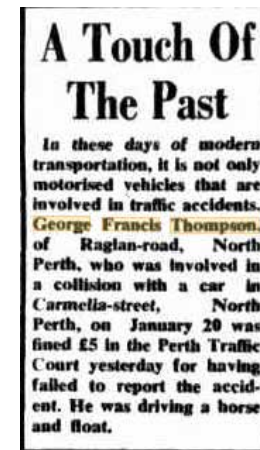 A Touch Of
The Past
In these days of modern
transportation, it is not only
motorised vehicles that are
involved in traffic accidents.
George Francis Thompson,
of Raglan-road, North
Perth, who was involved in
a collision with a car in
Carmelia-street, North
Perth, on January 20 was
fined £5 in the Perth Traffic
Court yesterday for having
failed to report the accid-
ent. He was driving a horse
and float.